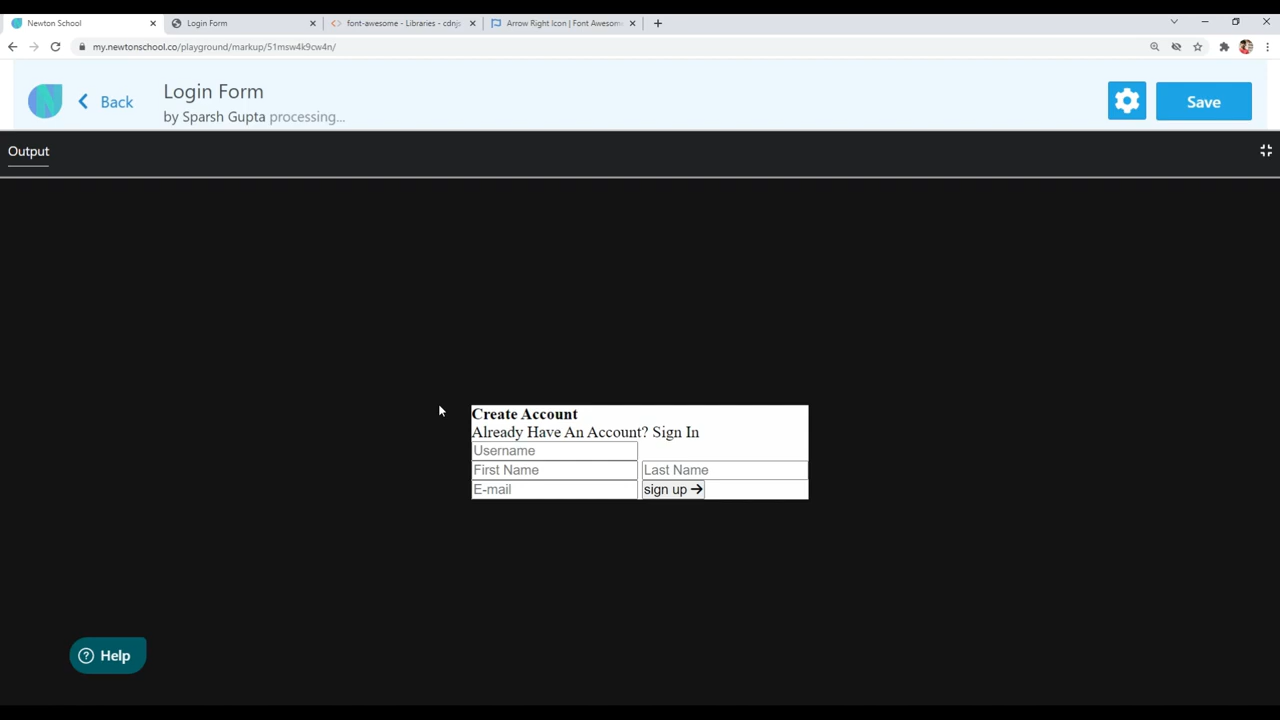 Newton School
Login Form
font-awesome - Libraries - cdnjs
Arrow Right Icon | Font Awesom
my.newtonschool.co/playground/markup/51msw4k9cw4n/
Back
Login Form
by Sparsh Gupta processing...
Save
Output
Create Account
Already Have An Account? Sign In
Username
First Name
Last Name
E-mail
sign up →
Help